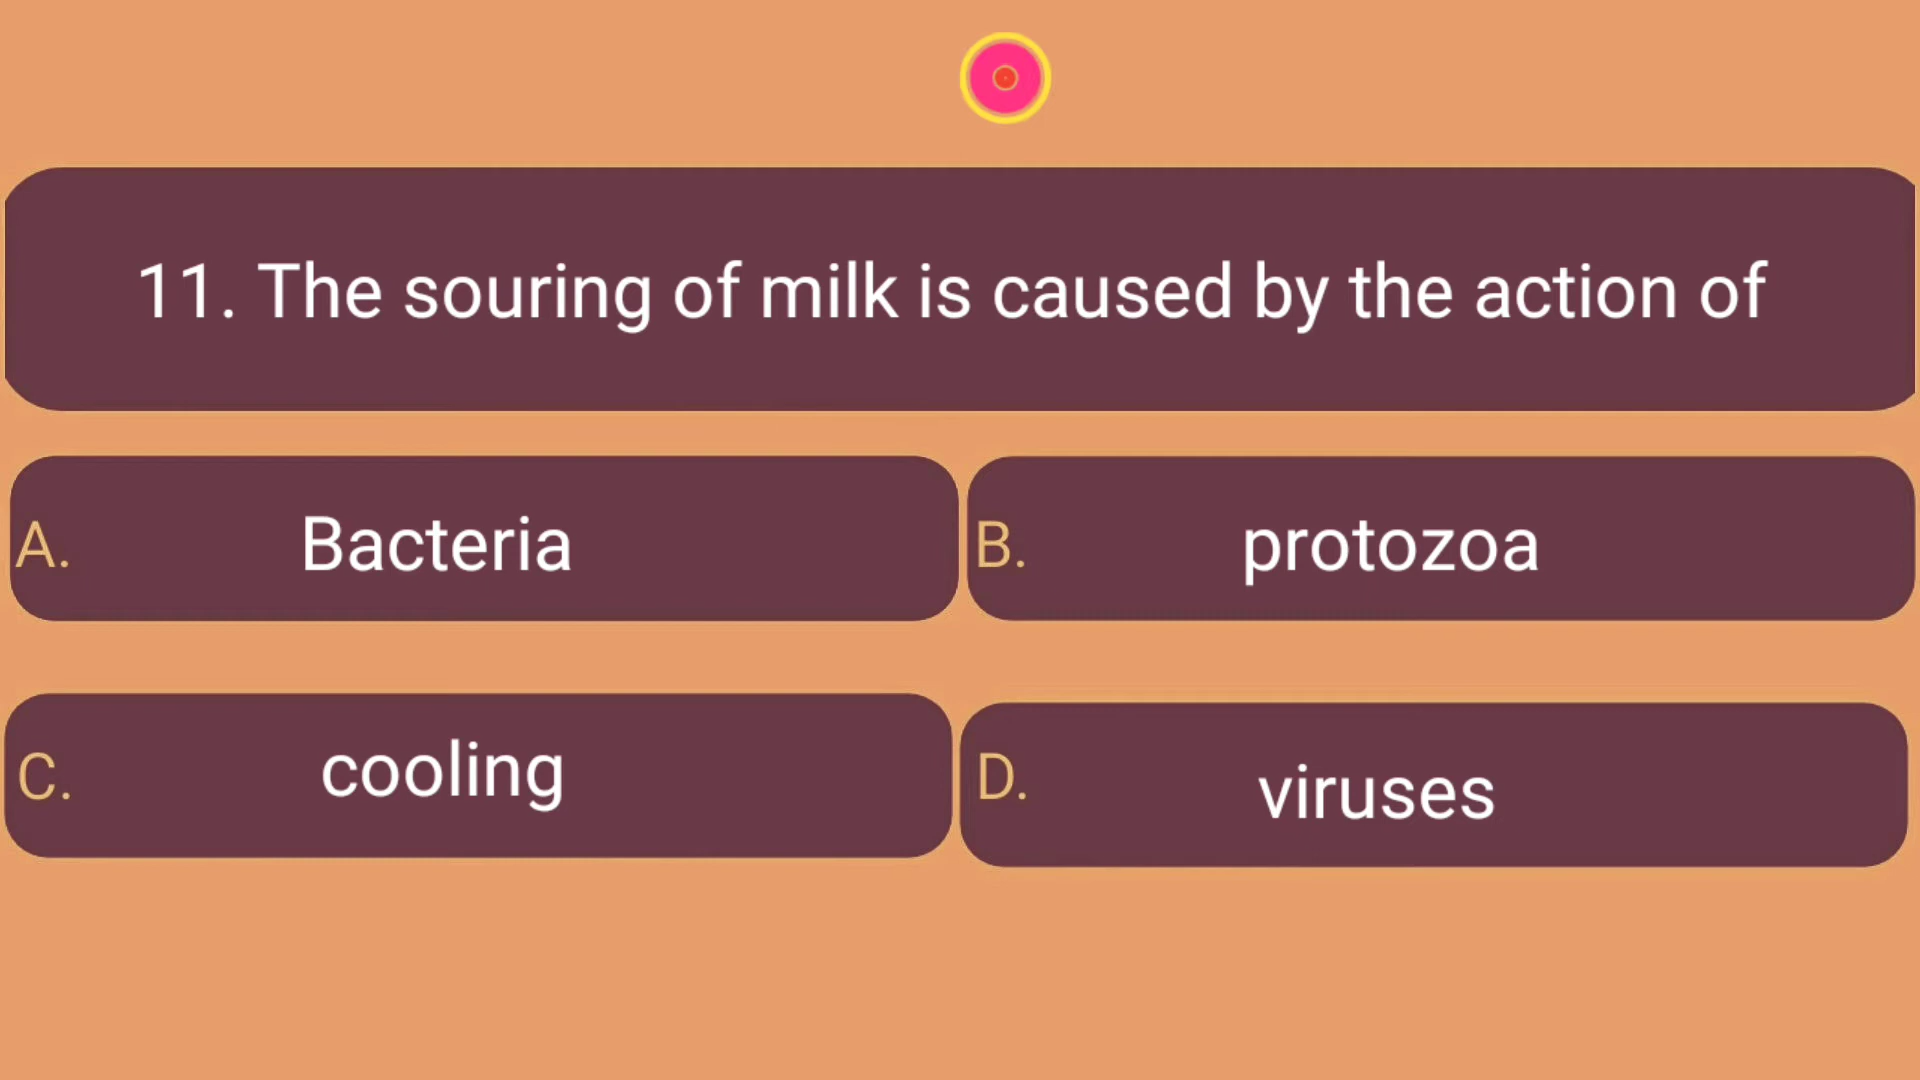 11. The souring of milk is caused by the action of
A. Bacteria
B. protozoa
C. cooling
D. viruses